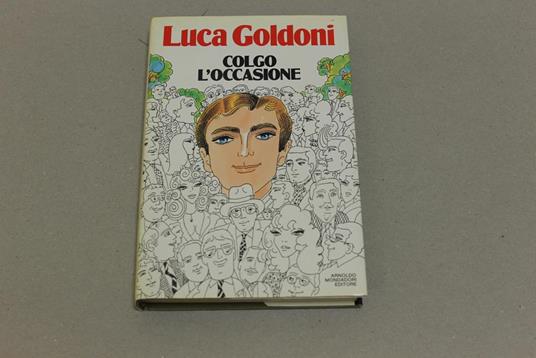 Luca Goldoni
COLGO
L'OCCASIONE
ARNOLDO
MONDADORI
EDITORE